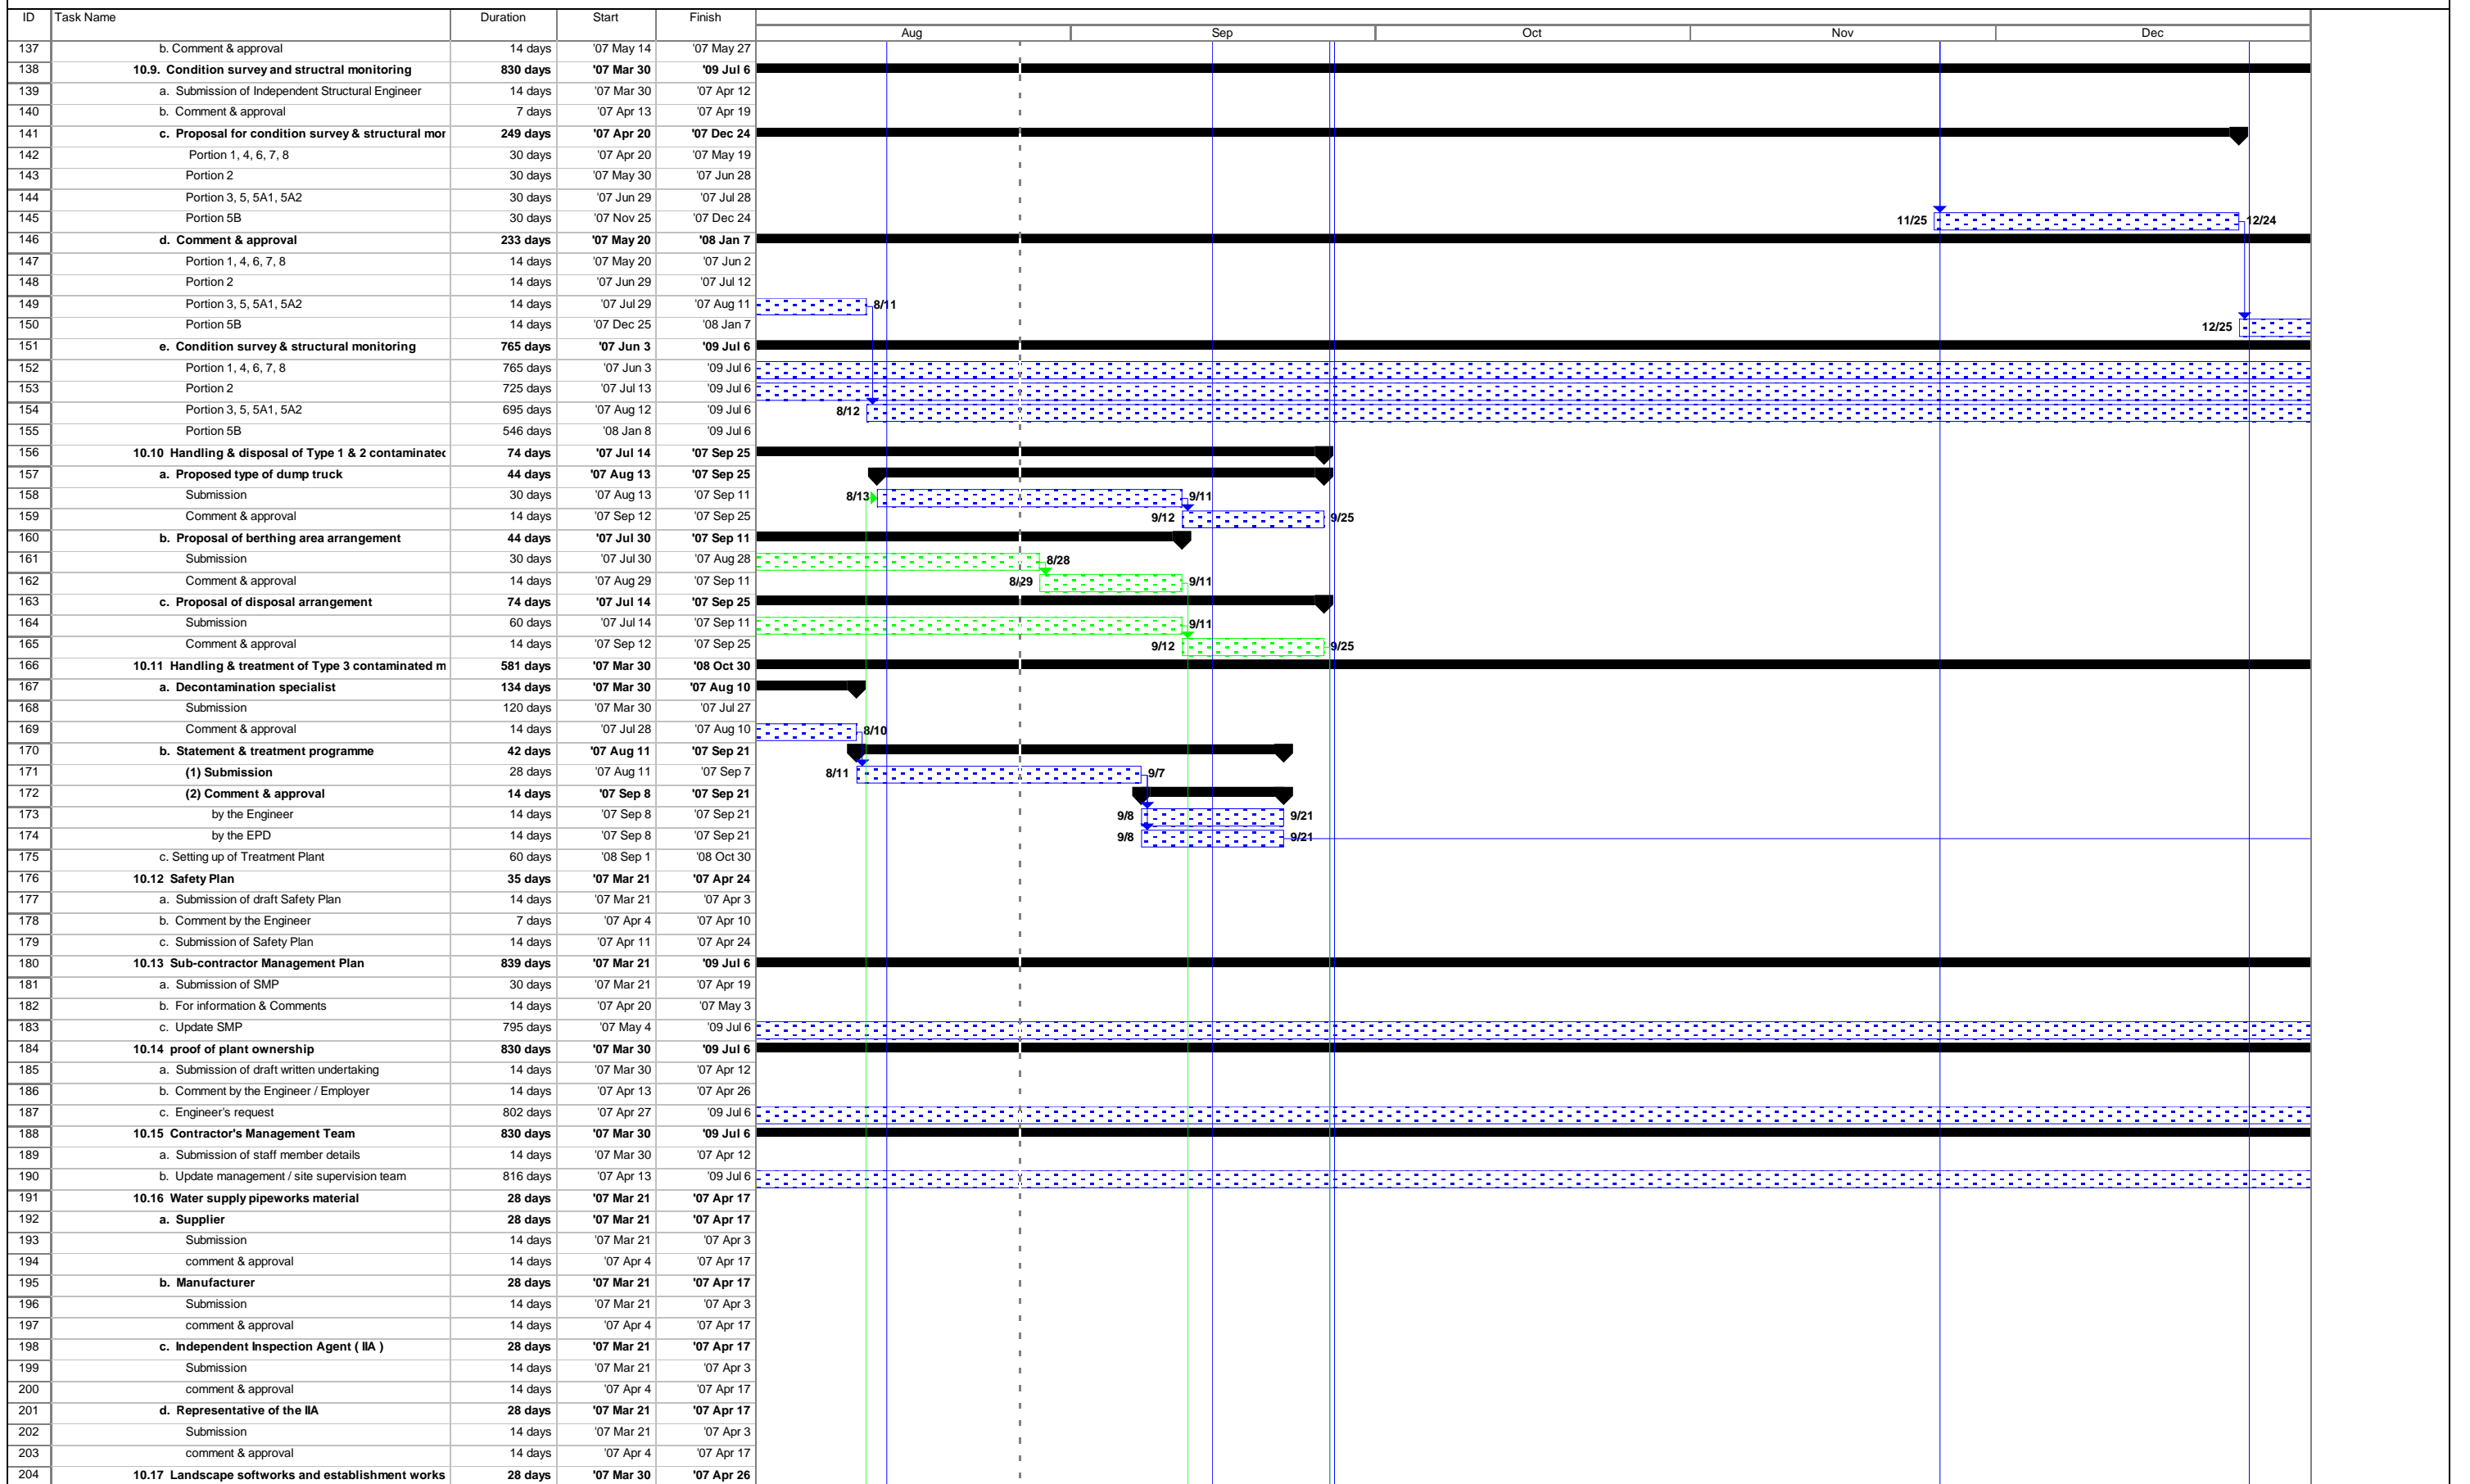 ID Task Name Duration Start Finish
Aug Sep Oct Nov Dec
137 b. Comment & approval 14 days '07 May 14 '07 May 27
138 10.9. Condition survey and structral monitoring 830 days '07 Mar 30 '09 Jul 6
139 a. Submission of Independent Structural Engineer 14 days '07 Mar 30 '07 Apr 12
140 b. Comment & approval 7 days '07 Apr 13 '07 Apr 19
141 c. Proposal for condition survey & structural mor 249 days '07 Apr 20 '07 Dec 24
142 Portion 1, 4, 6, 7, 8 30 days '07 Apr 20 '07 May 19
143 Portion 2 30 days '07 May 30 '07 Jun 28
144 Portion 3, 5, 5A1, 5A2 30 days '07 Jun 29 '07 Jul 28
145 Portion 5B 30 days '07 Nov 25 '07 Dec 24 11/25 12/24
146 d. Comment & approval 233 days '07 May 20 '08 Jan 7
147 Portion 1, 4, 6, 7, 8 14 days '07 May 20 '07 Jun 2
148 Portion 2 14 days '07 Jun 29 '07 Jul 12
149 Portion 3, 5, 5A1, 5A2 14 days '07 Jul 29 '07 Aug 11 8/11
150 Portion 5B 14 days '07 Dec 25 '08 Jan 7 12/25
151 e. Condition survey & structural monitoring 765 days '07 Jun 3 '09 Jul 6
152 Portion 1, 4, 6, 7, 8 765 days '07 Jun 3 '09 Jul 6
153 Portion 2 725 days '07 Jul 13 '09 Jul 6
154 Portion 3, 5, 5A1, 5A2 695 days '07 Aug 12 '09 Jul 6 8/12
155 Portion 5B 546 days '08 Jan 8 '09 Jul 6
156 10.10 Handling & disposal of Type 1 & 2 contaminated 74 days '07 Jul 14 '07 Sep 25
157 a. Proposed type of dump truck 44 days '07 Aug 13 '07 Sep 25
158 Submission 30 days '07 Aug 13 '07 Sep 11 8/13 9/11
159 Comment & approval 14 days '07 Sep 12 '07 Sep 25 9/12 9/25
160 b. Proposal of berthing area arrangement 44 days '07 Jul 30 '07 Sep 11
161 Submission 30 days '07 Jul 30 '07 Aug 28 8/28
162 Comment & approval 14 days '07 Aug 29 '07 Sep 11 8/29 9/11
163 c. Proposal of disposal arrangement 74 days '07 Jul 14 '07 Sep 25
164 Submission 60 days '07 Jul 14 '07 Sep 11 9/11
165 Comment & approval 14 days '07 Sep 12 '07 Sep 25 9/12 9/25
166 10.11 Handling & treatment of Type 3 contaminated m 581 days '07 Mar 30 '08 Oct 30
167 a. Decontamination specialist 134 days '07 Mar 30 '07 Aug 10
168 Submission 120 days '07 Mar 30 '07 Jul 27
169 Comment & approval 14 days '07 Jul 28 '07 Aug 10 8/10
170 b. Statement & treatment programme 42 days '07 Aug 11 '07 Sep 21
171 (1) Submission 28 days '07 Aug 11 '07 Sep 7 8/11 9/7
172 (2) Comment & approval 14 days '07 Sep 8 '07 Sep 21
173 by the Engineer 14 days '07 Sep 8 '07 Sep 21 9/8 9/21
174 by the EPD 14 days '07 Sep 8 '07 Sep 21 9/8 9/21
175 c. Setting up of Treatment Plant 60 days '08 Sep 1 '08 Oct 30
176 10.12 Safety Plan 35 days '07 Mar 21 '07 Apr 24
177 a. Submission of draft Safety Plan 14 days '07 Mar 21 '07 Apr 3
178 b. Comment by the Engineer 7 days '07 Apr 4 '07 Apr 10
179 c. Submission of Safety Plan 14 days '07 Apr 11 '07 Apr 24
180 10.13 Sub-contractor Management Plan 839 days '07 Mar 21 '09 Jul 6
181 a. Submission of SMP 30 days '07 Mar 21 '07 Apr 19
182 b. For information & Comments 14 days '07 Apr 20 '07 May 3
183 c. Update SMP 795 days '07 May 4 '09 Jul 6
184 10.14 proof of plant ownership 830 days '07 Mar 30 '09 Jul 6
185 a. Submission of draft written undertaking 14 days '07 Mar 30 '07 Apr 12
186 b. Comment by the Engineer / Employer 14 days '07 Apr 13 '07 Apr 26
187 c. Engineer's request 802 days '07 Apr 27 '09 Jul 6
188 10.15 Contractor's Management Team 830 days '07 Mar 30 '09 Jul 6
189 a. Submission of staff member details 14 days '07 Mar 30 '07 Apr 12
190 b. Update management / site supervision team 816 days '07 Apr 13 '09 Jul 6
191 10.16 Water supply pipeworks material 28 days '07 Mar 21 '07 Apr 17
192 a. Supplier 28 days '07 Mar 21 '07 Apr 17
193 Submission 14 days '07 Mar 21 '07 Apr 3
194 comment & approval 14 days '07 Apr 4 '07 Apr 17
195 b. Manufacturer 28 days '07 Mar 21 '07 Apr 17
196 Submission 14 days '07 Mar 21 '07 Apr 3
197 comment & approval 14 days '07 Apr 4 '07 Apr 17
198 c. Independent Inspection Agent ( IIA ) 28 days '07 Mar 21 '07 Apr 17
199 Submission 14 days '07 Mar 21 '07 Apr 3
200 comment & approval 14 days '07 Apr 4 '07 Apr 17
201 d. Representative of the IIA 28 days '07 Mar 21 '07 Apr 17
202 Submission 14 days '07 Mar 21 '07 Apr 3
203 comment & approval 14 days '07 Apr 4 '07 Apr 17
204 10.17 Landscape softworks and establishment works 28 days '07 Mar 30 '07 Apr 26